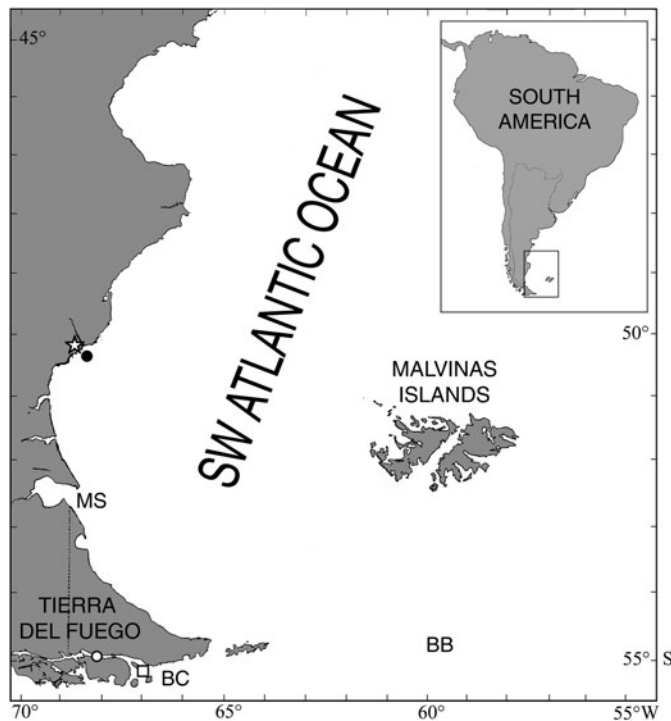 45°
SOUTH
AMERICA
SW ATLANTIC OCEAN
50°
MALVINAS
ISLANDS
MS
TIERRA
DEL FUEGO
BB
BC
55° S
70°
65°
60°
55°W